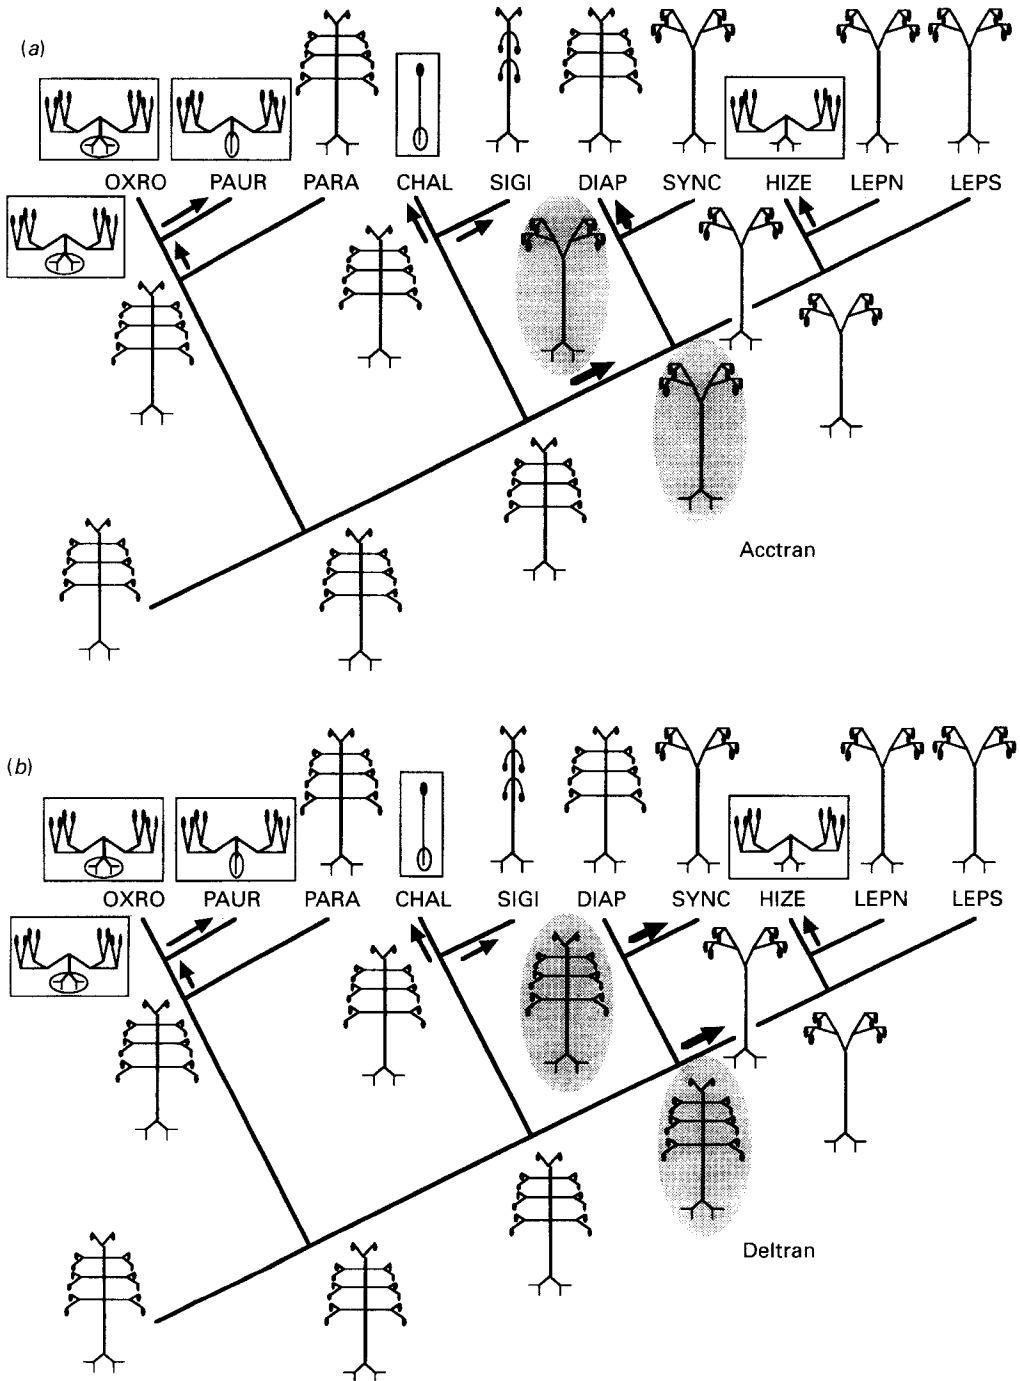 (a)
OXRO PAUR PARA CHAL SIGI DIAP SYNC HIZE LEPN LEPS
Acctran
(b)
OXRO PAUR PARA CHAL SIGI DIAP SYNC HIZE LEPN LEPS
Deltran